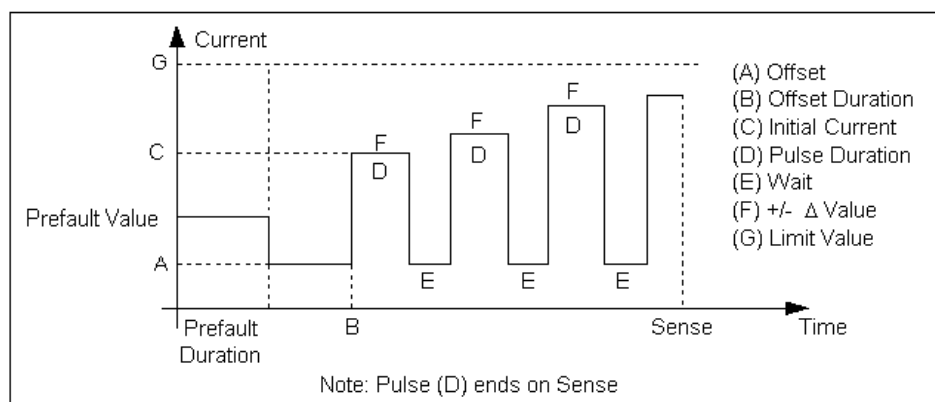 Current
G
(A) Offset
F
(B) Offset Duration
F
D
C
F
D
(C) Initial Current
D
(D) Pulse Duration
(E) Wait
Prefault Value
(F) +/- Δ Value
(G) Limit Value
A
E
E
E
Prefault
Duration
B
Sense
Time
Note: Pulse (D) ends on Sense